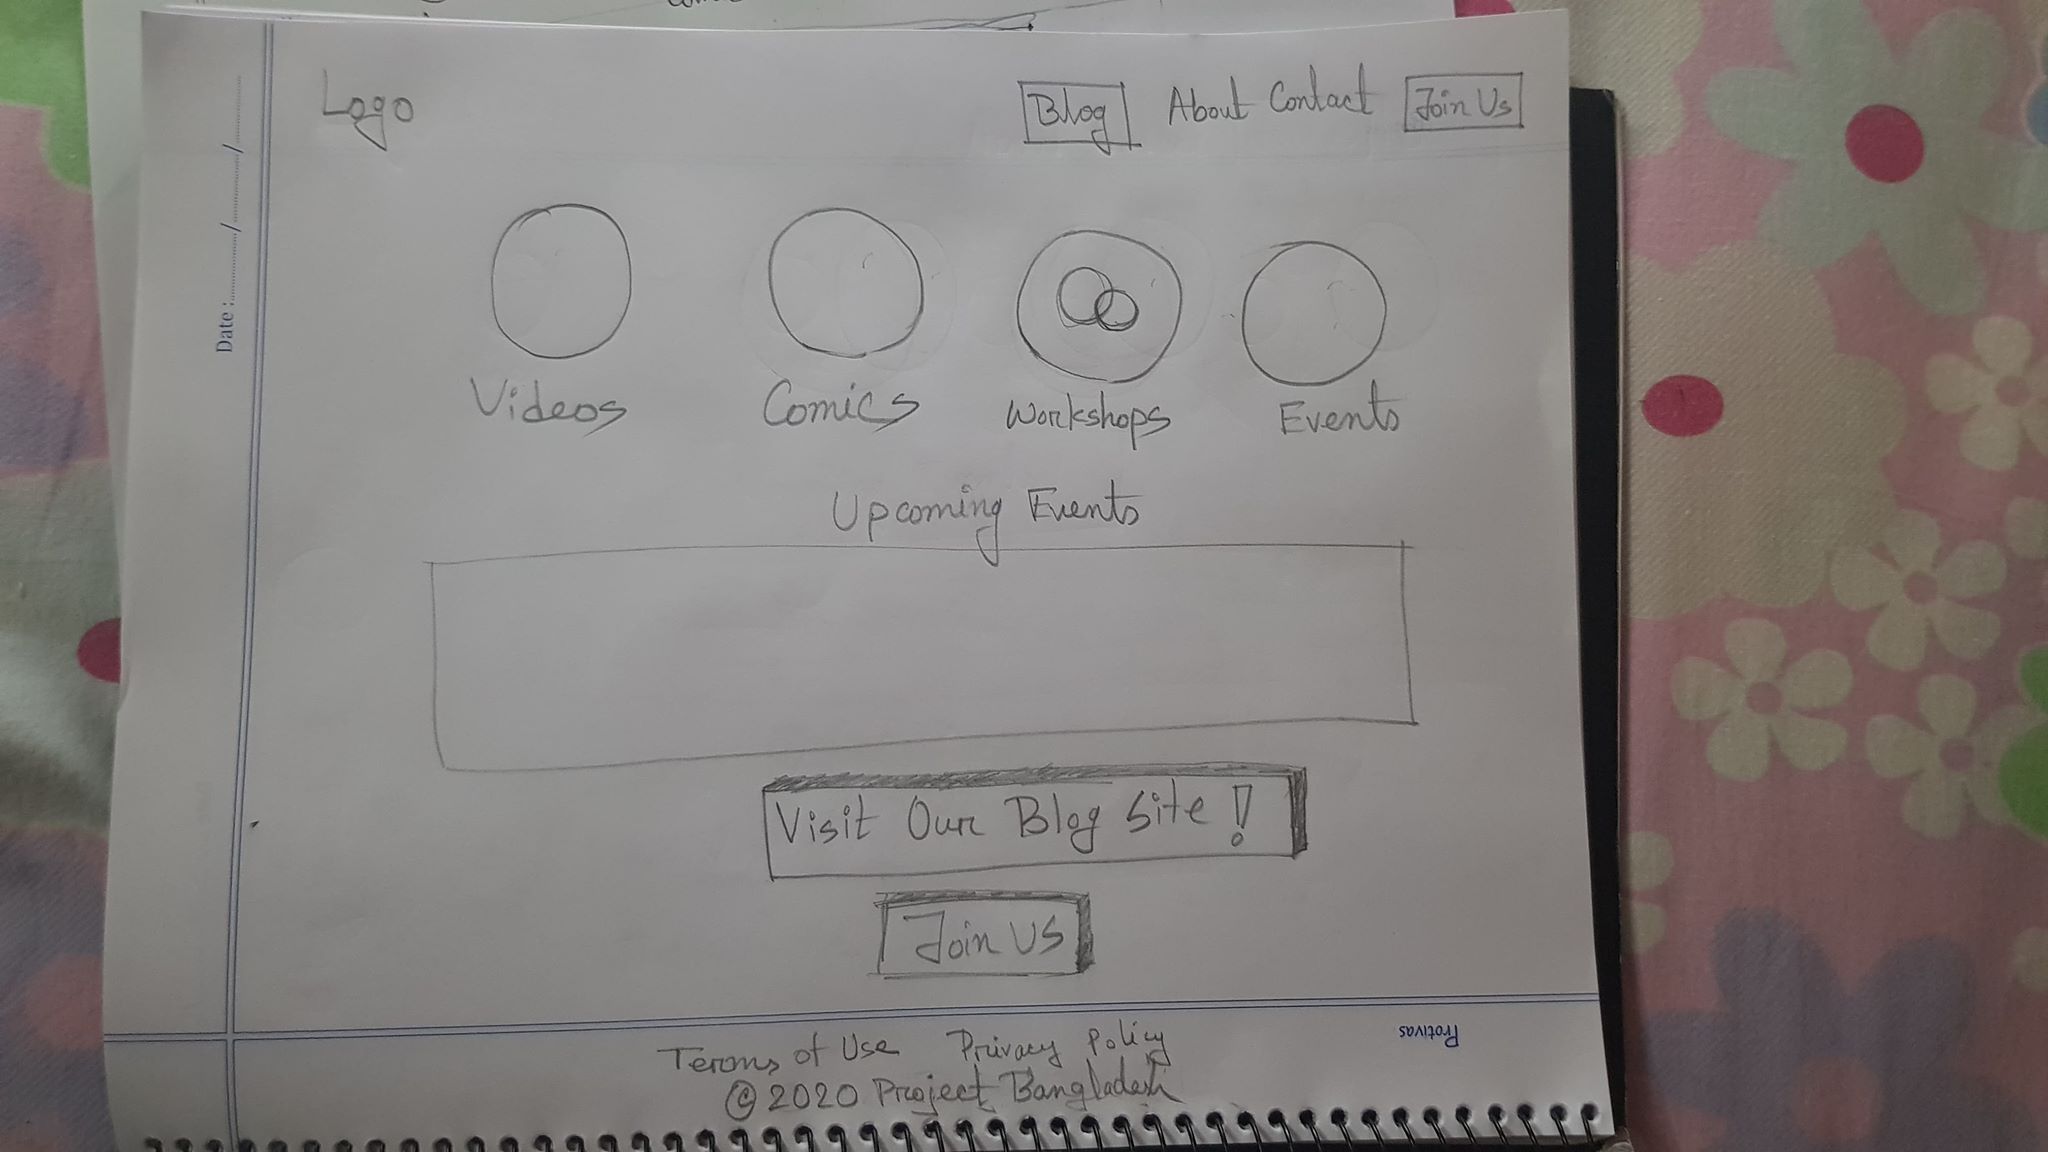 Logo
Blog About Contact Join Us
Videos Comics Workshops Events
Upcoming Events
Visit Our Blog Site!
Join Us
Terms of Use Privacy Policy
© 2020 Project Bangladesh
Date :............/............/............
Protivas